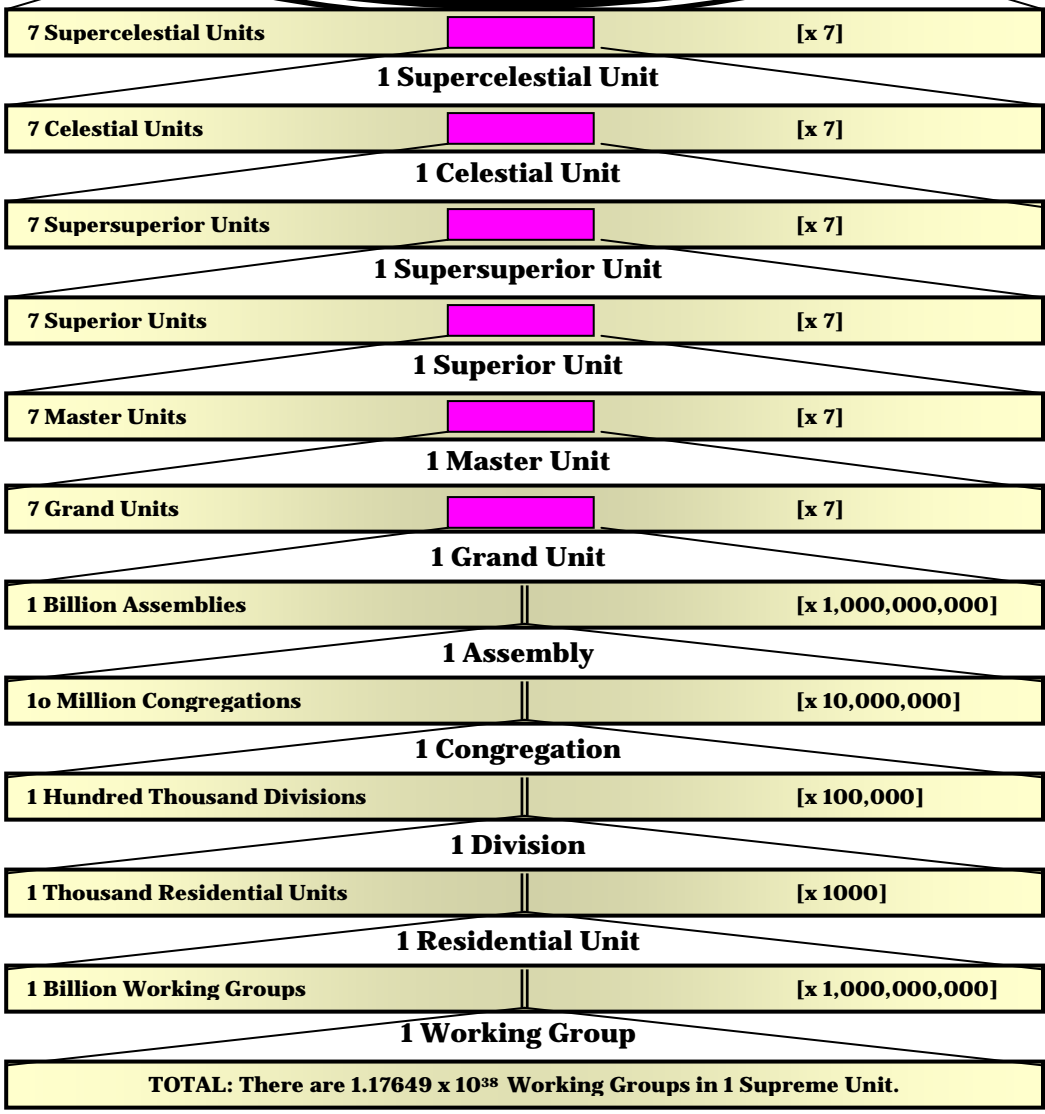 7 Supercelestial Units [x 7]
1 Supercelestial Unit
7 Celestial Units [x 7]
1 Celestial Unit
7 Supersuperior Units [x 7]
1 Supersuperior Unit
7 Superior Units [x 7]
1 Superior Unit
7 Master Units [x 7]
1 Master Unit
7 Grand Units [x 7]
1 Grand Unit
1 Billion Assemblies [x 1,000,000,000]
1 Assembly
1o Million Congregations [x 10,000,000]
1 Congregation
1 Hundred Thousand Divisions [x 100,000]
1 Division
1 Thousand Residential Units [x 1000]
1 Residential Unit
1 Billion Working Groups [x 1,000,000,000]
1 Working Group
TOTAL: There are 1.17649 x 10³⁸ Working Groups in 1 Supreme Unit.